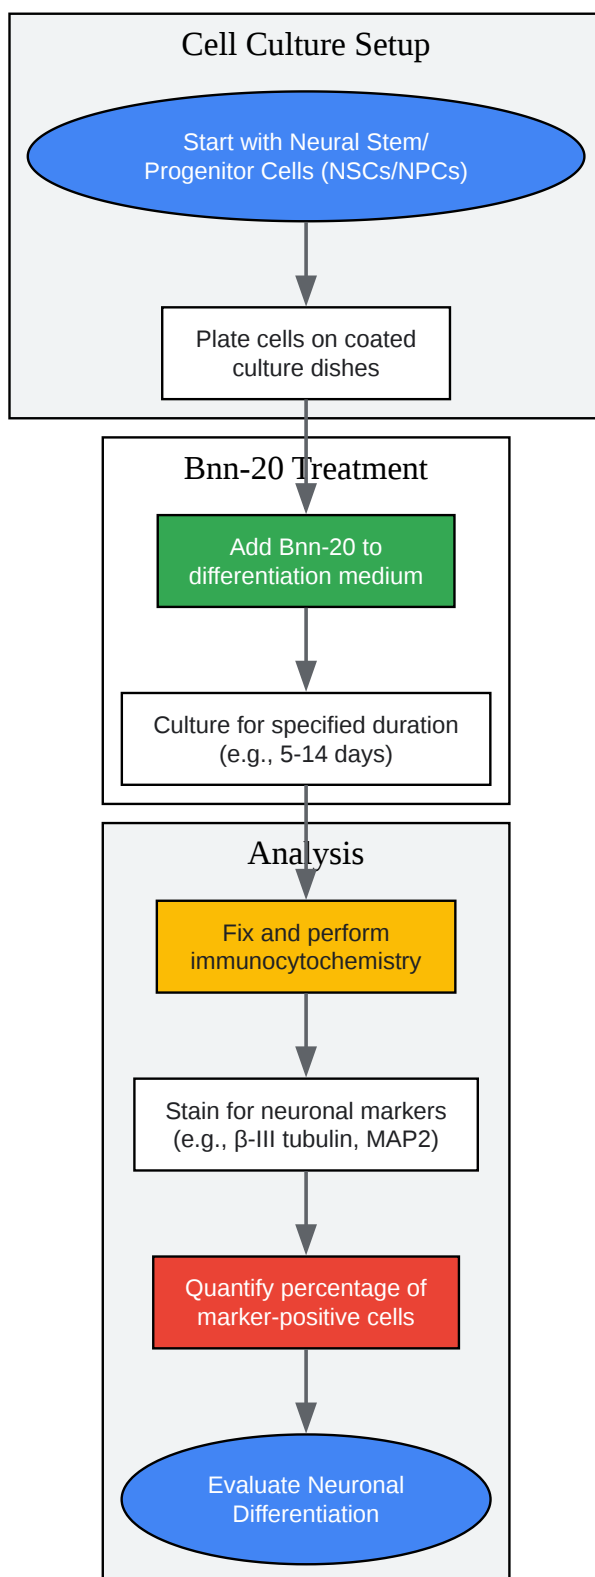 Cell Culture Setup
Start with Neural Stem/
Progenitor Cells (NSCs/NPCs)
Plate cells on coated
culture dishes
Bnn-20 Treatment
Add Bnn-20 to
differentiation medium
Culture for specified duration
(e.g., 5-14 days)
Analysis
Fix and perform
immunocytochemistry
Stain for neuronal markers
(e.g., β-III tubulin, MAP2)
Quantify percentage of
marker-positive cells
Evaluate Neuronal
Differentiation